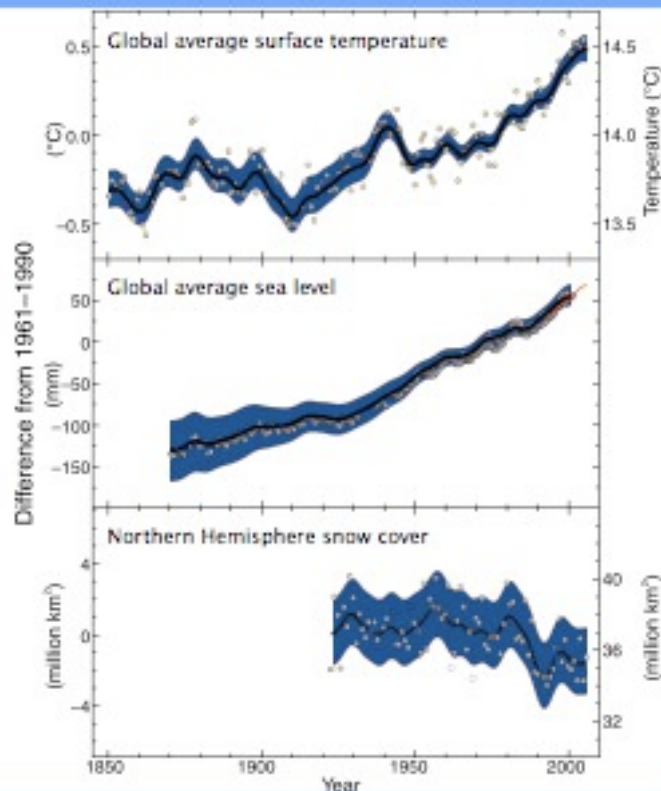 Global average surface temperature
0.5
0.0
−0.5
(°C)
14.5
14.0
13.5
Temperature (°C)
Difference from 1961–1990
Global average sea level
50
0
−50
−100
−150
(mm)
Northern Hemisphere snow cover
4
0
−4
(million km²)
40
36
32
(million km²)
1850
1900
1950
2000
Year